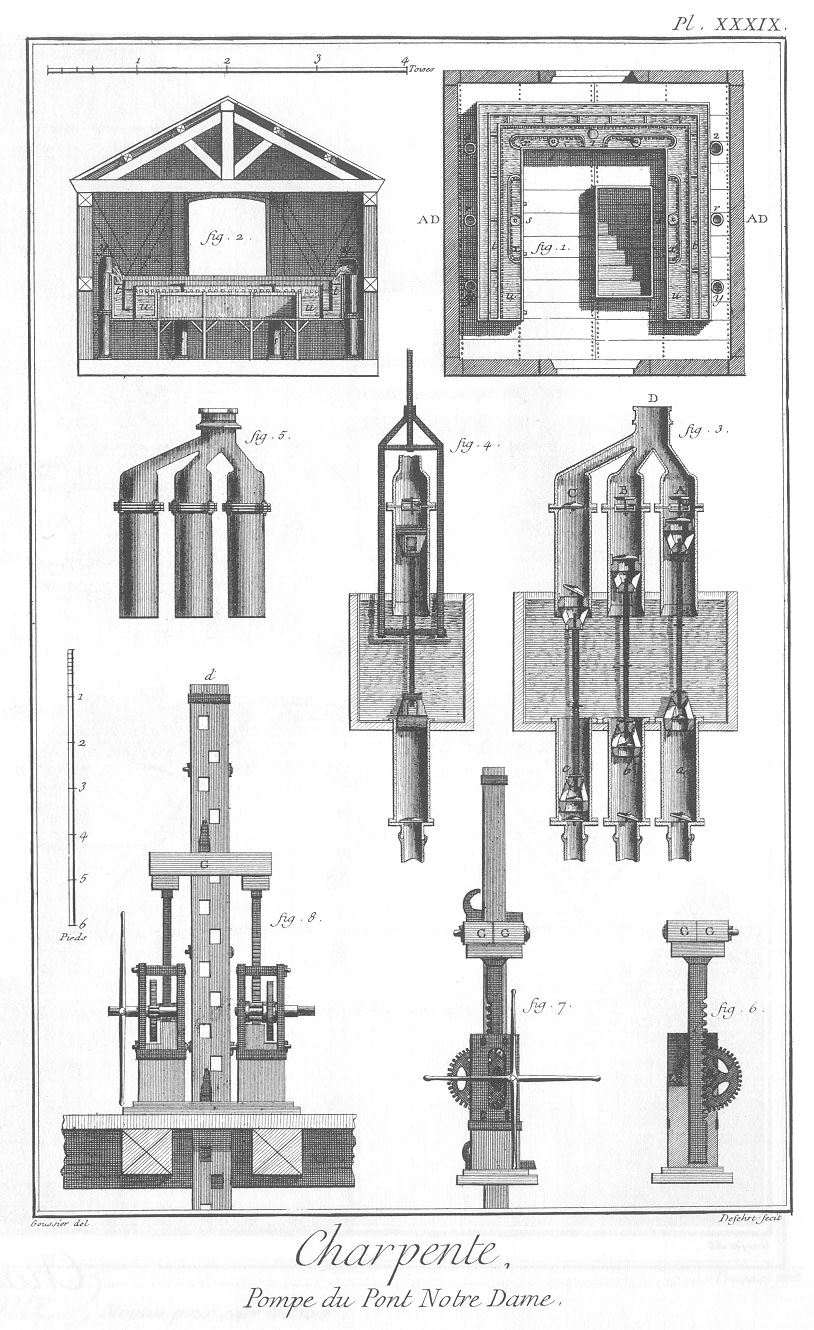 Pl. XXXIX.
1 2 3 4 Toises
fig. 2.
t t
u u
2 2
AD r r AD
s
fig. 1.
t
u u
y y
fig. 5.
fig. 4.
D
fig. 3.
C B A
c b a
d
1
2
3
4
5
6
Pieds
G
fig. 8.
G G
fig. 7.
G G
fig. 6.
Goussier del
Defehrt fecit
Charpente,
Pompe du Pont Notre Dame.